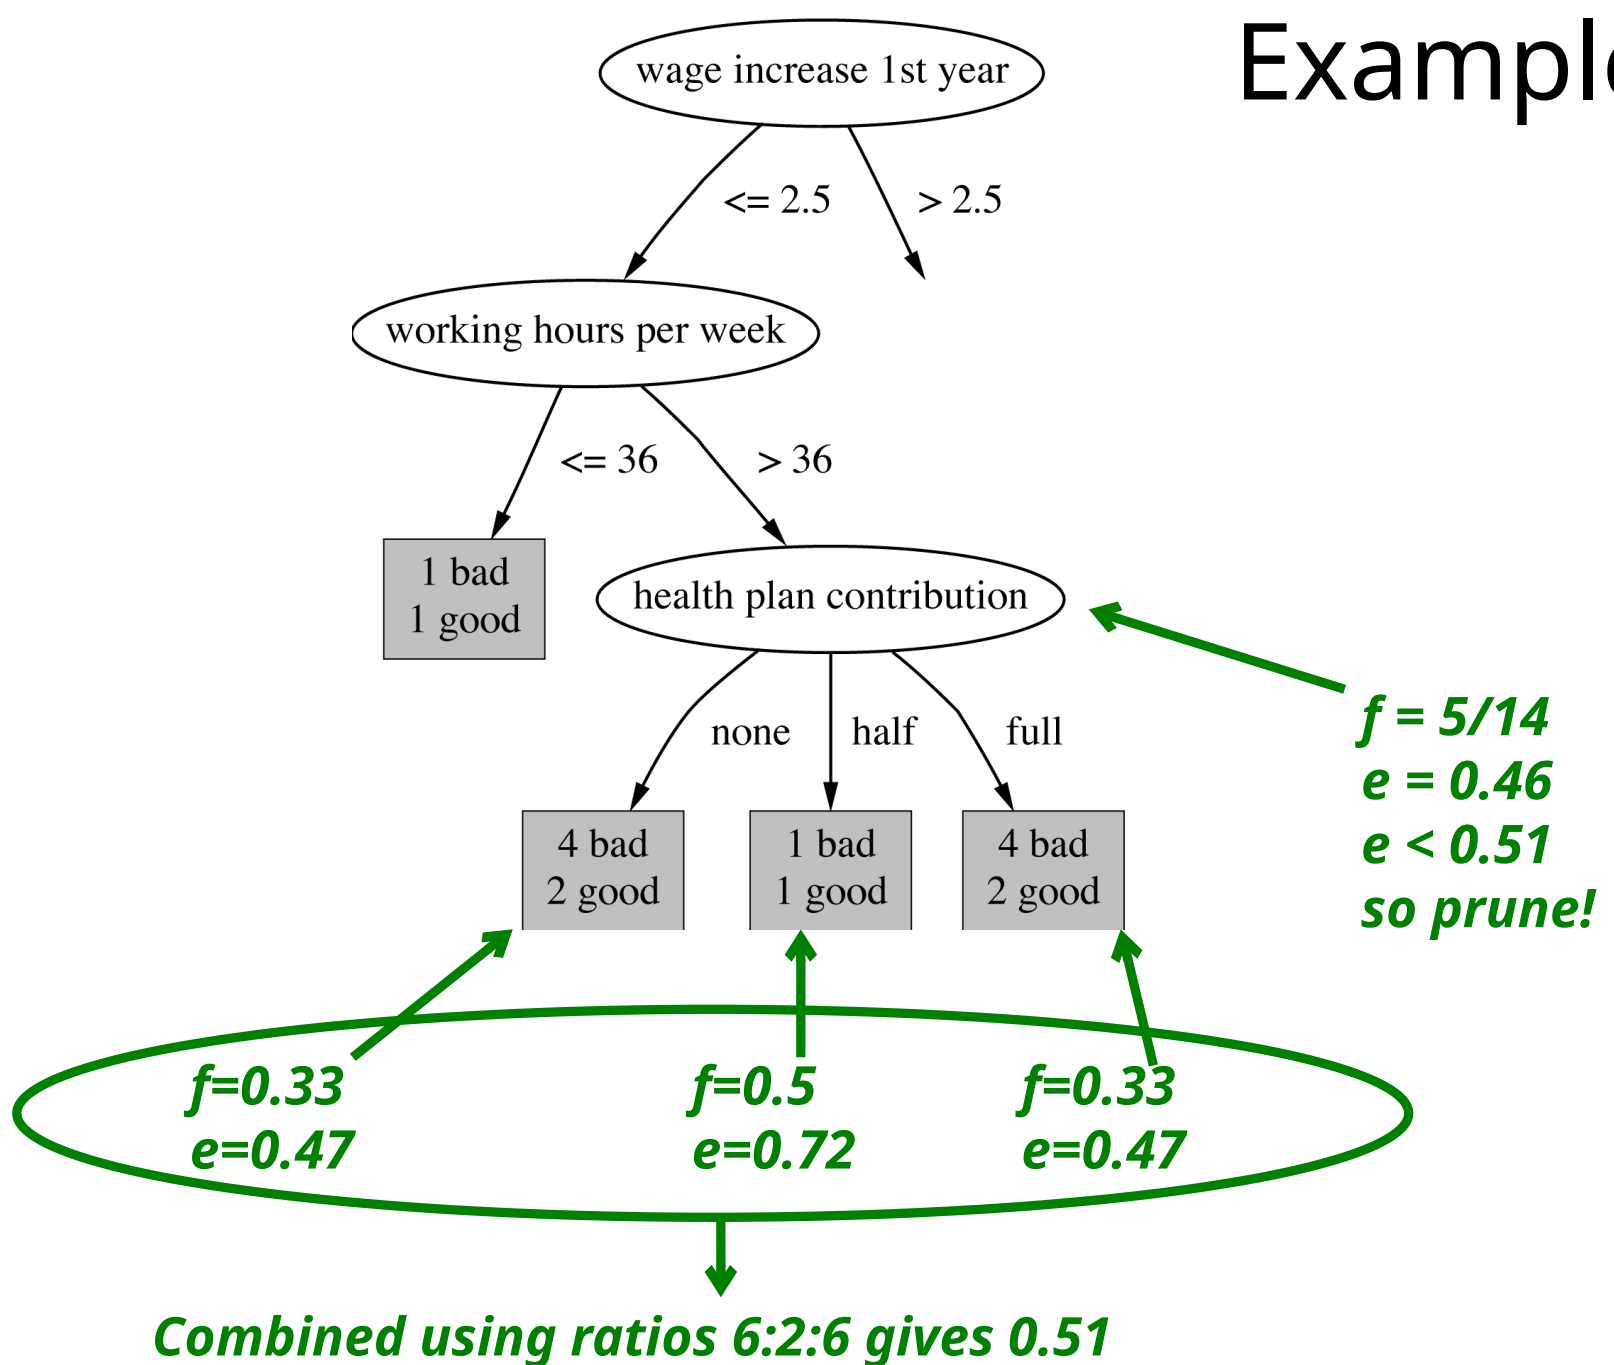 Example
wage increase 1st year
<= 2.5
> 2.5
working hours per week
<= 36
> 36
1 bad
1 good
health plan contribution
none
half
full
f = 5/14
e = 0.46
e < 0.51
so prune!
4 bad
2 good
1 bad
1 good
4 bad
2 good
f=0.33
e=0.47
f=0.5
e=0.72
f=0.33
e=0.47
Combined using ratios 6:2:6 gives 0.51